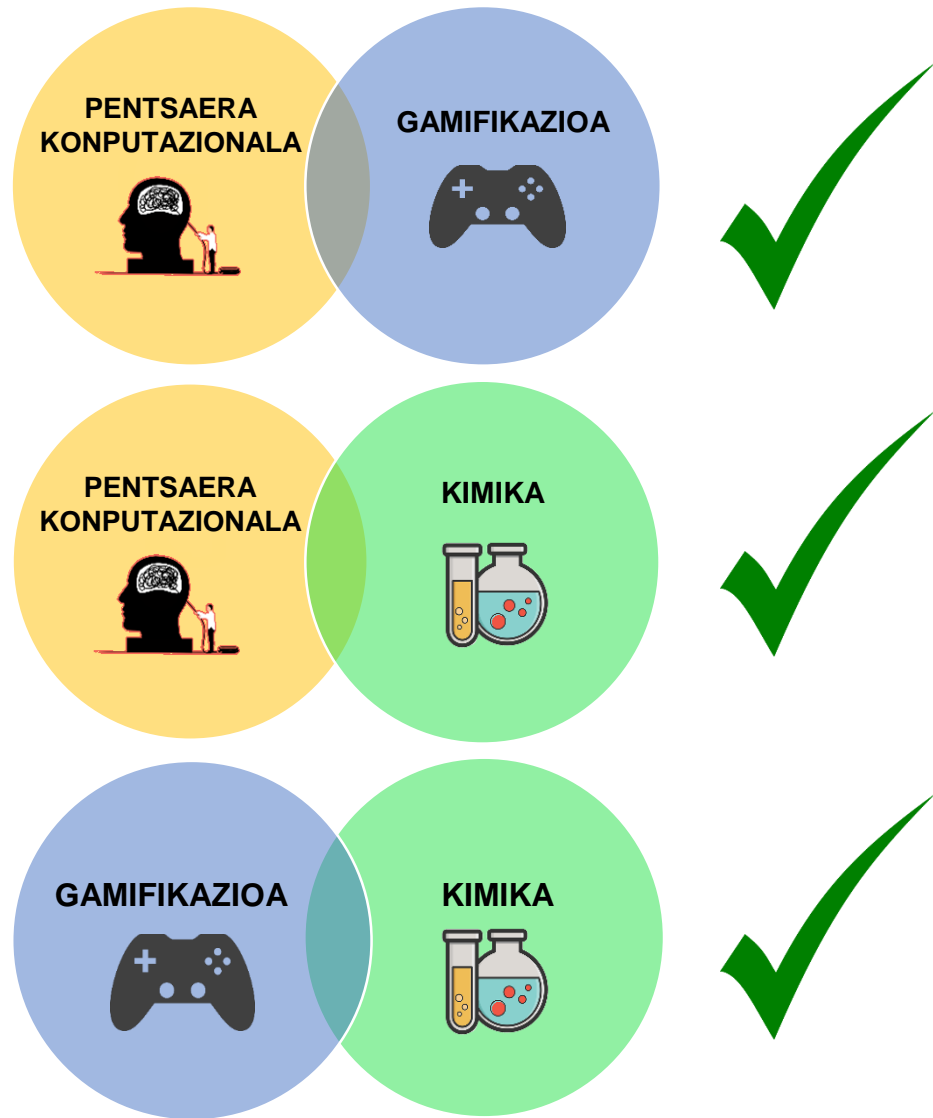 PENTSAERA
KONPUTAZIONALA
GAMIFIKAZIOA
PENTSAERA
KONPUTAZIONALA
KIMIKA
GAMIFIKAZIOA
KIMIKA